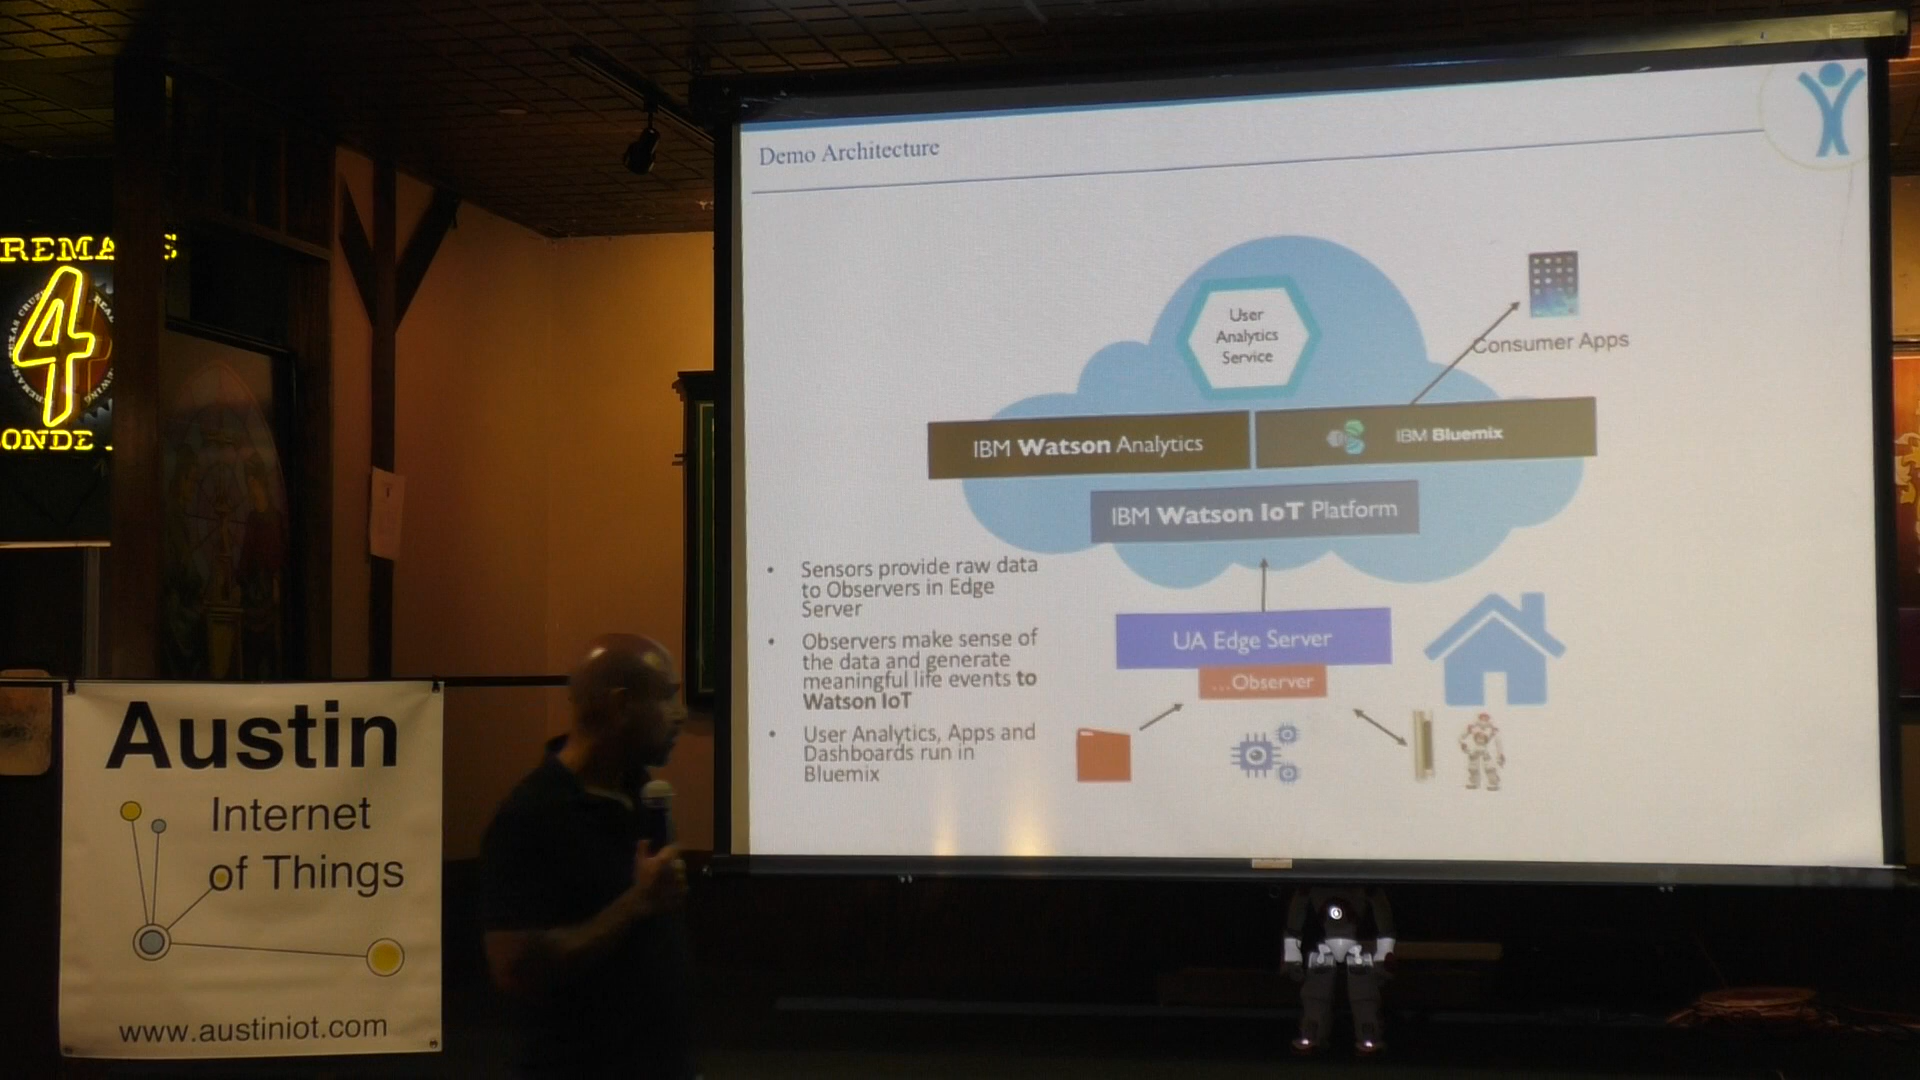 REMA S
4
ONDE
Austin
Internet
of Things
www.austiniot.com
Demo Architecture
User
Analytics
Service
Consumer Apps
IBM Watson Analytics
IBM Bluemix
IBM Watson IoT Platform
• Sensors provide raw data
to Observers in Edge
Server
• Observers make sense of
the data and generate
meaningful life events to
Watson IoT
• User Analytics, Apps and
Dashboards run in
Bluemix
UA Edge Server
...Observer